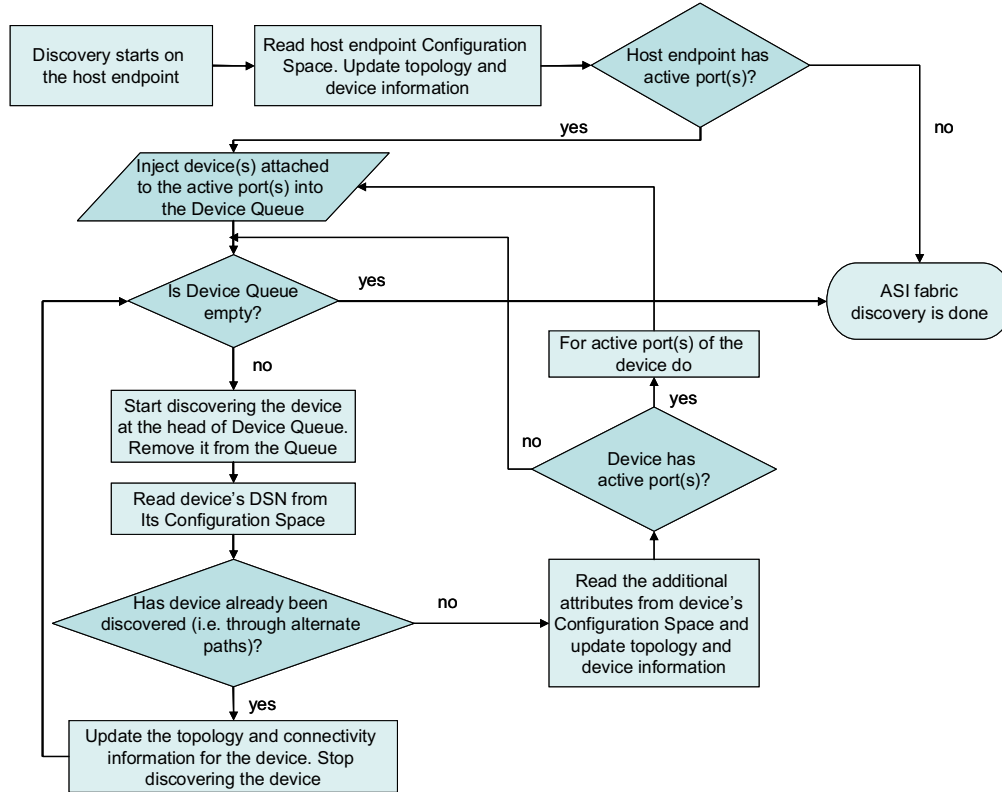 Discovery starts on
the host endpoint
Read host endpoint Configuration
Space. Update topology and
device information
Host endpoint has
active port(s)?
no
yes
Inject device(s) attached
to the active port(s) into
the Device Queue
Is Device Queue
empty?
yes
ASI fabric
discovery is done
no
For active port(s) of the
device do
yes
Start discovering the device
at the head of Device Queue.
Remove it from the Queue
no
Device has
active port(s)?
Read device's DSN from
Its Configuration Space
Has device already been
discovered (i.e. through alternate
paths)?
no
Read the additional
attributes from device's
Configuration Space and
update topology and
device information
yes
Update the topology and connectivity
information for the device. Stop
discovering the device